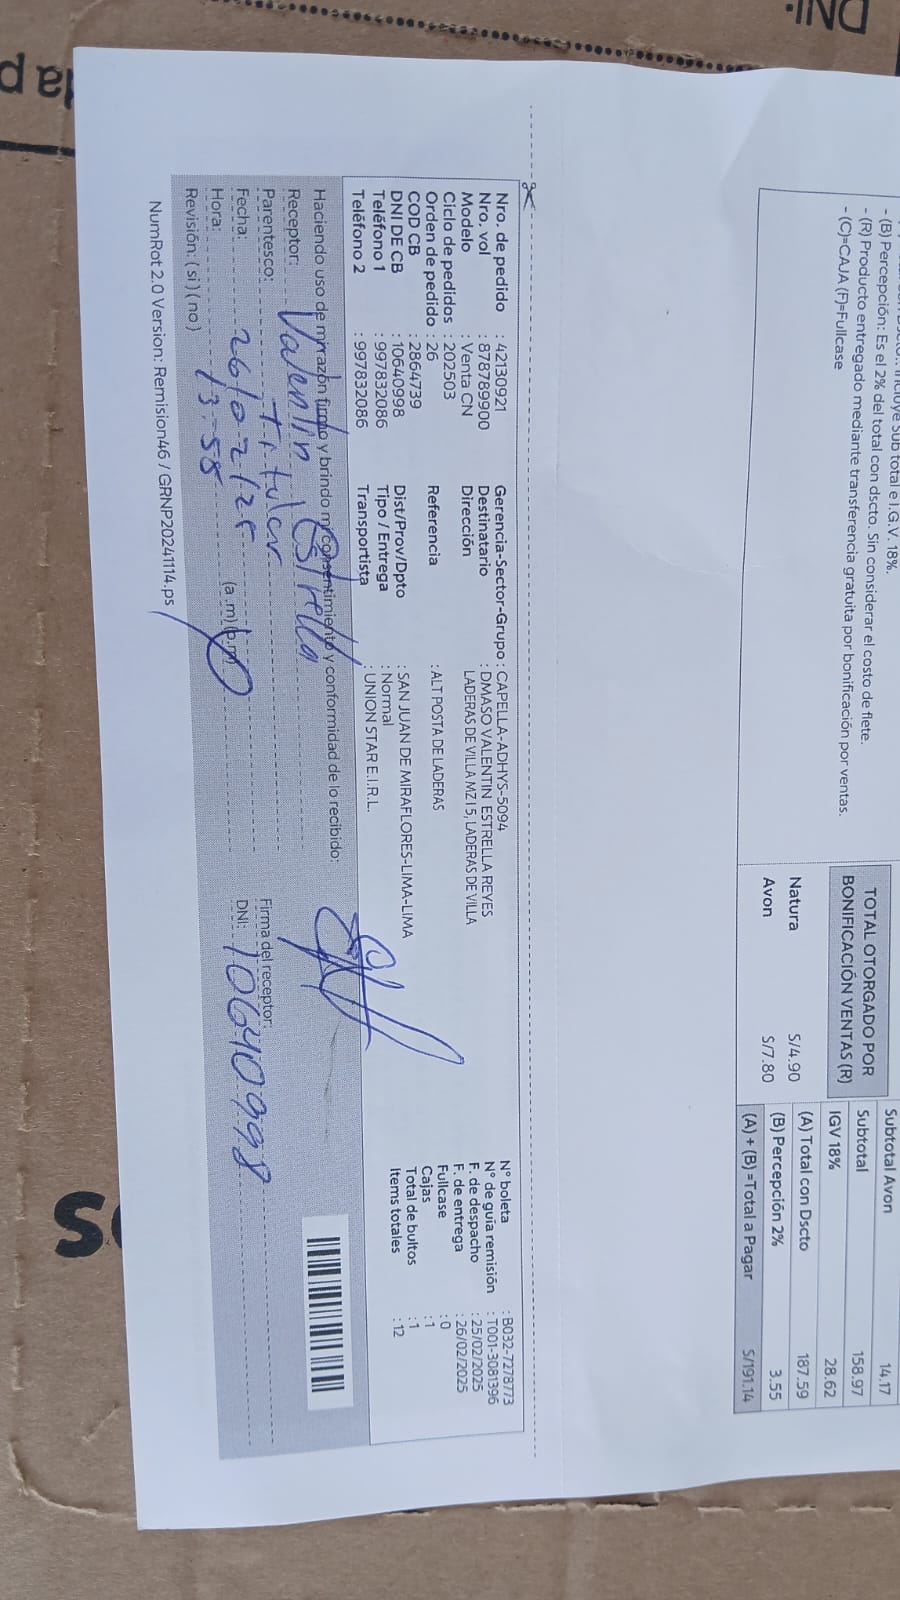 DNI.
da p
- (B) Percepción: Es el 2% del total con dscto. Sin considerar el costo de flete.
- (R) Producto entregado mediante transferencia gratuita por bonificación por ventas.
- (C)=CAJA (F)=Fullcase
TOTAL OTORGADO POR
BONIFICACIÓN VENTAS (R)
Natura S/4.90
Avon S/7.80
Subtotal Avon 14.17
Subtotal 158.97
IGV 18% 28.62
(A) Total con Dscto 187.59
(B) Percepción 2% 3.55
(A) + (B) =Total a Pagar S/191.14
Nro. de pedido : 42130921
Nro. vol : 878789900
Modelo : Venta CN
Ciclo de pedidos : 202503
Orden de pedido : 26
COD CB : 2864739
DNI DE CB : 10640998
Teléfono 1 : 997832086
Teléfono 2 : 997832086
Gerencia-Sector-Grupo : CAPELLA-ADHYS-5094
Destinatario : DMASO VALENTIN ESTRELLA REYES
Dirección LADERAS DE VILLA MZ I 5, LADERAS DE VILLA
Referencia : ALT POSTA DE LADERAS
Dist/Prov/Dpto : SAN JUAN DE MIRAFLORES-LIMA-LIMA
Tipo / Entrega : Normal
Transportista : UNION STAR E.I.R.L.
N° boleta : B032-7278773
N° de guía remisión : T001-3081396
F. de despacho : 25/02/2025
F. de entrega : 26/02/2025
Fullcase : 0
Cajas : 1
Total de bultos : 1
Items totales : 12
Haciendo uso de mi razón firmo y brindo mi consentimiento y conformidad de lo recibido:
Receptor: Valentin Estrella
Parentesco: Titular
Fecha: 26/02/25
Hora: 13:58 (a.m) (p.m)
Revisión: ( si ) ( no )
Firma del receptor:
DNI: 10640998
NumRot 2.0 Version: Remision46 / GRNP20241114.ps